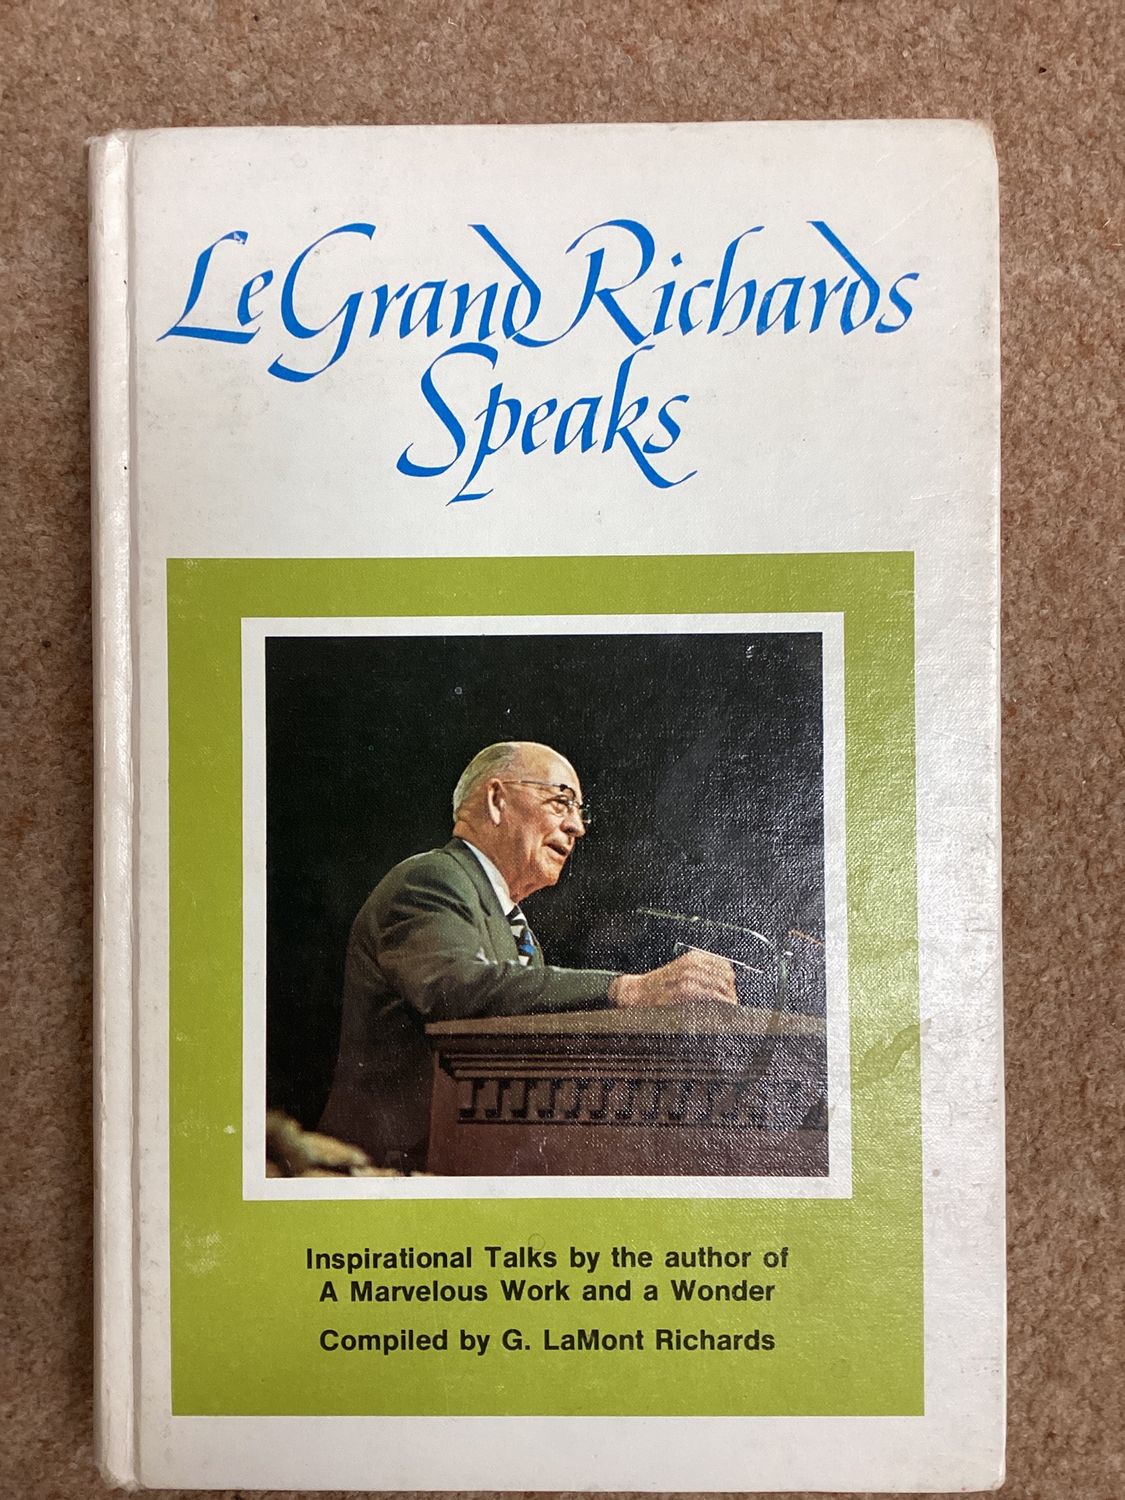 LeGrand Richards
Speaks
Inspirational Talks by the author of
A Marvelous Work and a Wonder
Compiled by G. LaMont Richards